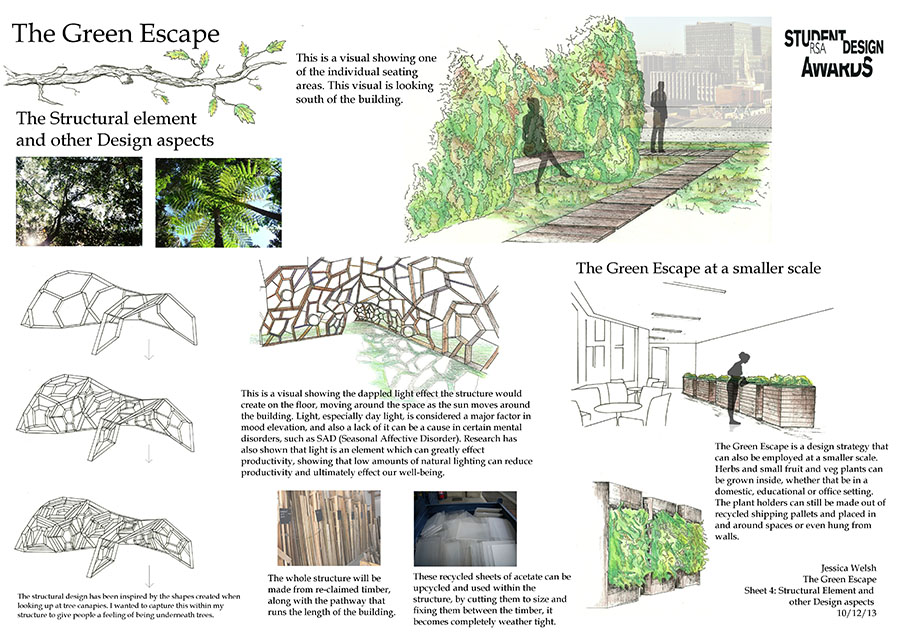 The Green Escape
The Structural element
and other Design aspects
This is a visual showing one
of the individual seating
areas. This visual is looking
south of the building.
STUDENT
RSA DESIGN
AWARDS
The structural design has been inspired by the shapes created when
looking up at tree canapies. I wanted to capture this within my
structure to give people a feeling of being underneath trees.
This is a visual showing the dappled light effect the structure would
create on the floor, moving around the space as the sun moves around
the building. Light, especially day light, is considered a major factor in
mood elevation, and also a lack of it can be a cause in certain mental
disorders, such as SAD (Seasonal Affective Disorder). Research has
also shown that light is an element which can greatly effect
productivity, showing that low amounts of natural lighting can reduce
productivity and ultimately effect our well-being.
The whole structure will be
made from re-claimed timber,
along with the pathway that
runs the length of the building.
These recycled sheets of acetate can be
upcycled and used within the
structure, by cutting them to size and
fixing them between the timber, it
becomes completely weather tight.
The Green Escape at a smaller scale
The Green Escape is a design strategy that
can also be employed at a smaller scale.
Herbs and small fruit and veg plants can
be grown inside, whether that be in a
domestic, educational or office setting.
The plant holders can still be made out of
recycled shipping pallets and placed in
and around spaces or even hung from
walls.
Jessica Welsh
The Green Escape
Sheet 4: Structural Element and
other Design aspects
10/12/13